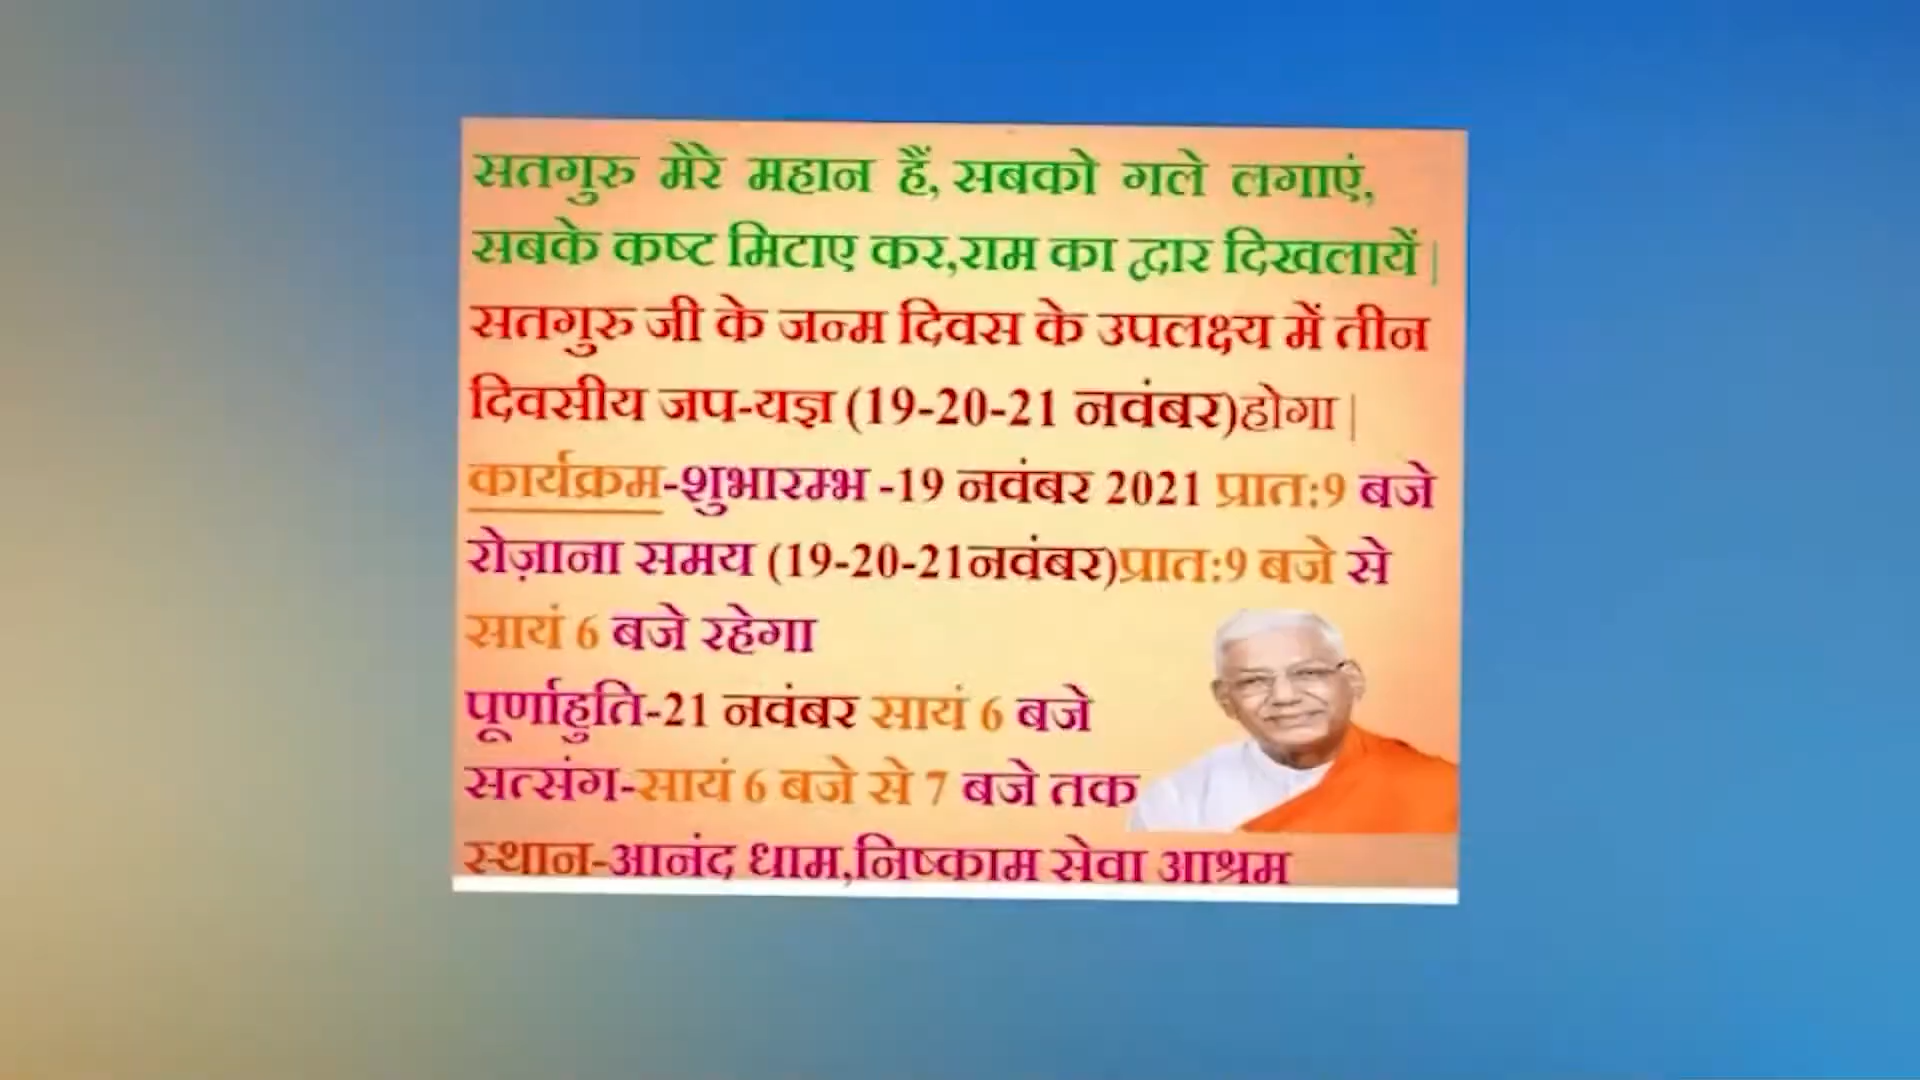 सतगुरु मेरे महान हैं, सबको गले लगाएं,
सबके कष्ट मिटाए कर,राम का द्वार दिखलायें |
सतगुरु जी के जन्म दिवस के उपलक्ष्य में तीन
दिवसीय जप-यज्ञ (19-20-21 नवंबर)होगा |
कार्यक्रम-शुभारम्भ -19 नवंबर 2021 प्रात:9 बजे
रोज़ाना समय (19-20-21नवंबर)प्रात:9 बजे से
सायं 6 बजे रहेगा
पूर्णाहुति-21 नवंबर सायं 6 बजे
सत्संग-सायं 6 बजे से 7 बजे तक
स्थान-आनंद धाम,निष्काम सेवा आश्रम